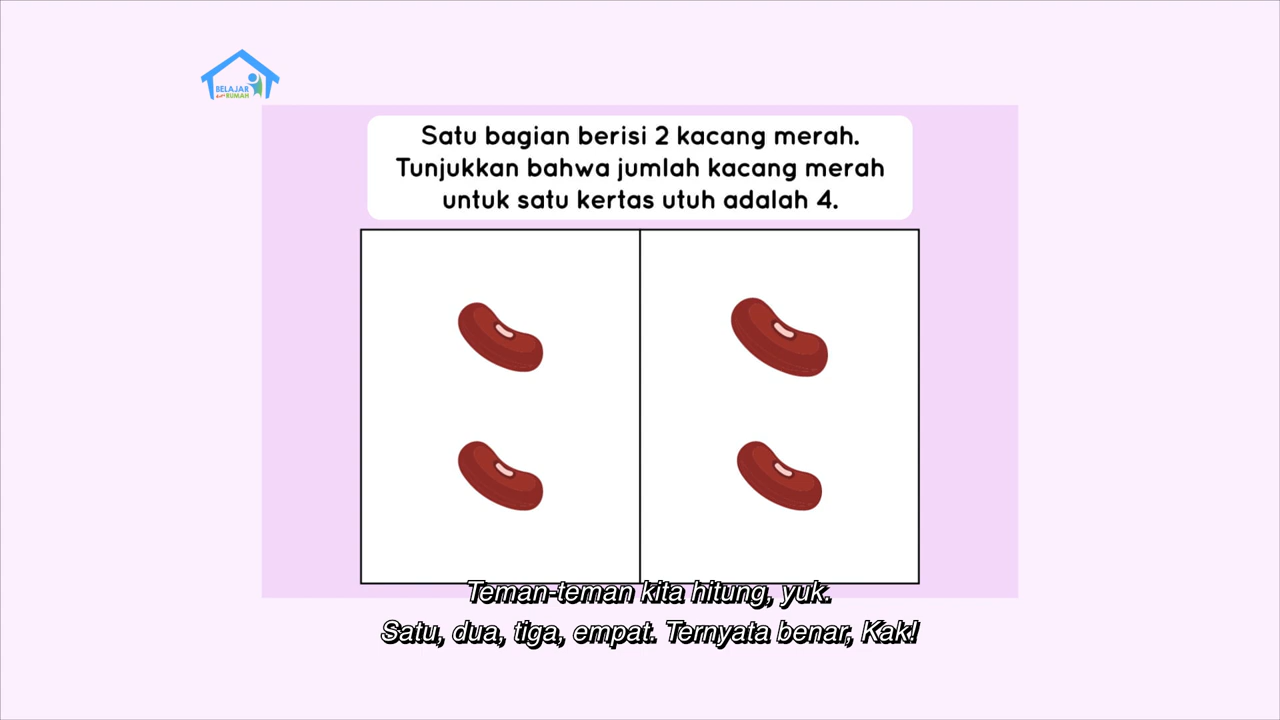 BELAJAR
dari RUMAH
Satu bagian berisi 2 kacang merah.
Tunjukkan bahwa jumlah kacang merah
untuk satu kertas utuh adalah 4.
Teman-teman kita hitung, yuk.
Satu, dua, tiga, empat. Ternyata benar, Kak!